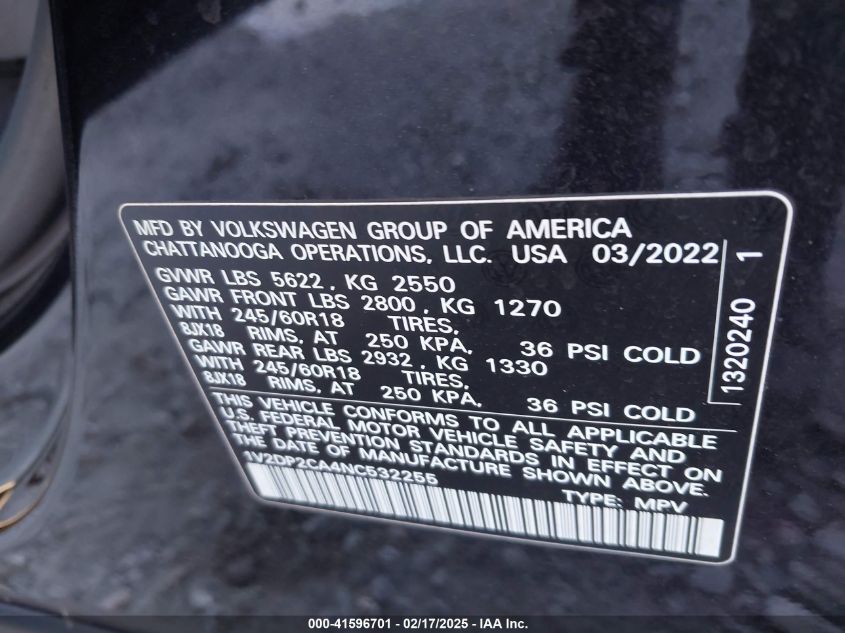 MFD BY VOLKSWAGEN GROUP OF AMERICA
CHATTANOOGA OPERATIONS, LLC. USA 03/2022
GVWR LBS 5622, KG 2550
GAWR FRONT LBS 2800, KG 1270
WITH 245/60R18 TIRES,
8JX18 RIMS, AT 250 KPA, 36 PSI COLD
GAWR REAR LBS 2932, KG 1330
WITH 245/60R18 TIRES,
8JX18 RIMS, AT 250 KPA, 36 PSI COLD
THIS VEHICLE CONFORMS TO ALL APPLICABLE
U.S. FEDERAL MOTOR VEHICLE SAFETY AND
THEFT PREVENTION STANDARDS IN EFFECT ON
THE DATE OF MANUFACTURE SHOWN ABOVE.
1V2DP2CA4NC532255
TYPE: MPV
1320240 1
000-41596701 - 02/17/2025 - IAA Inc.